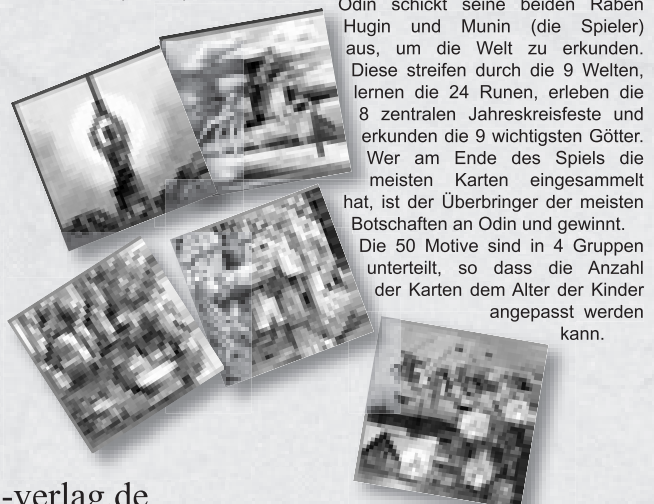 Odin schickt seine beiden Raben
Hugin und Munin (die Spieler)
aus, um die Welt zu erkunden.
Diese streifen durch die 9 Welten,
lernen die 24 Runen, erleben die
8 zentralen Jahreskreisfeste und
erkunden die 9 wichtigsten Götter.
Wer am Ende des Spiels die
meisten Karten eingesammelt
hat, ist der Überbringer der meisten
Botschaften an Odin und gewinnt.
Die 50 Motive sind in 4 Gruppen
unterteilt, so dass die Anzahl
der Karten dem Alter der Kinder
angepasst werden
kann.
-verlag.de